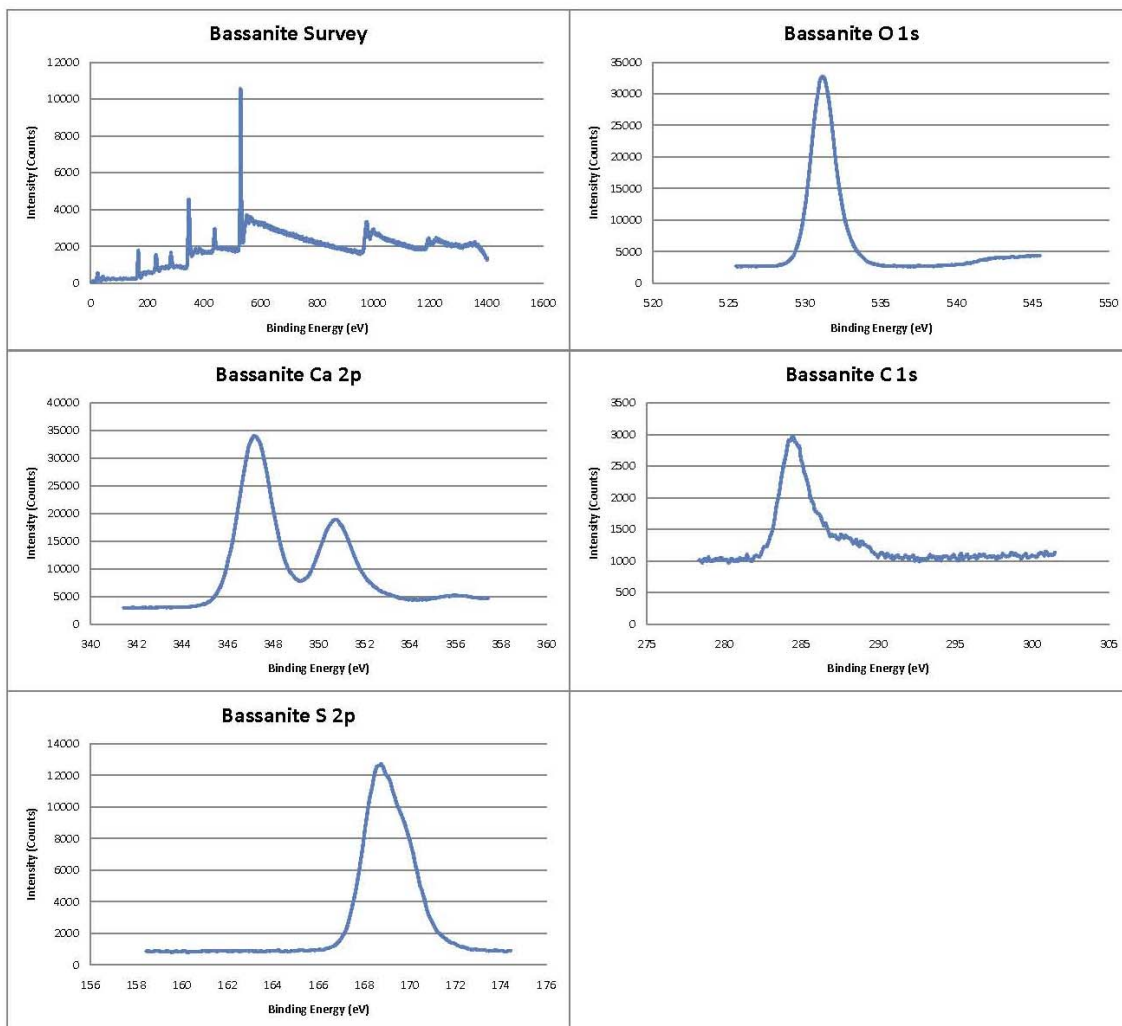 Bassanite Survey
12000
10000
8000
6000
4000
2000
0
0 200 400 600 800 1000 1200 1400 1600
Intensity (Counts)
Binding Energy (eV)
Bassanite O 1s
35000
30000
25000
20000
15000
10000
5000
0
520 525 530 535 540 545 550
Intensity (Counts)
Binding Energy (eV)
Bassanite Ca 2p
40000
35000
30000
25000
20000
15000
10000
5000
0
340 342 344 346 348 350 352 354 356 358 360
Intensity (Counts)
Binding Energy (eV)
Bassanite C 1s
3500
3000
2500
2000
1500
1000
500
0
275 280 285 290 295 300 305
Intensity (Counts)
Binding Energy (eV)
Bassanite S 2p
14000
12000
10000
8000
6000
4000
2000
0
156 158 160 162 164 166 168 170 172 174 176
Intensity (Counts)
Binding Energy (eV)